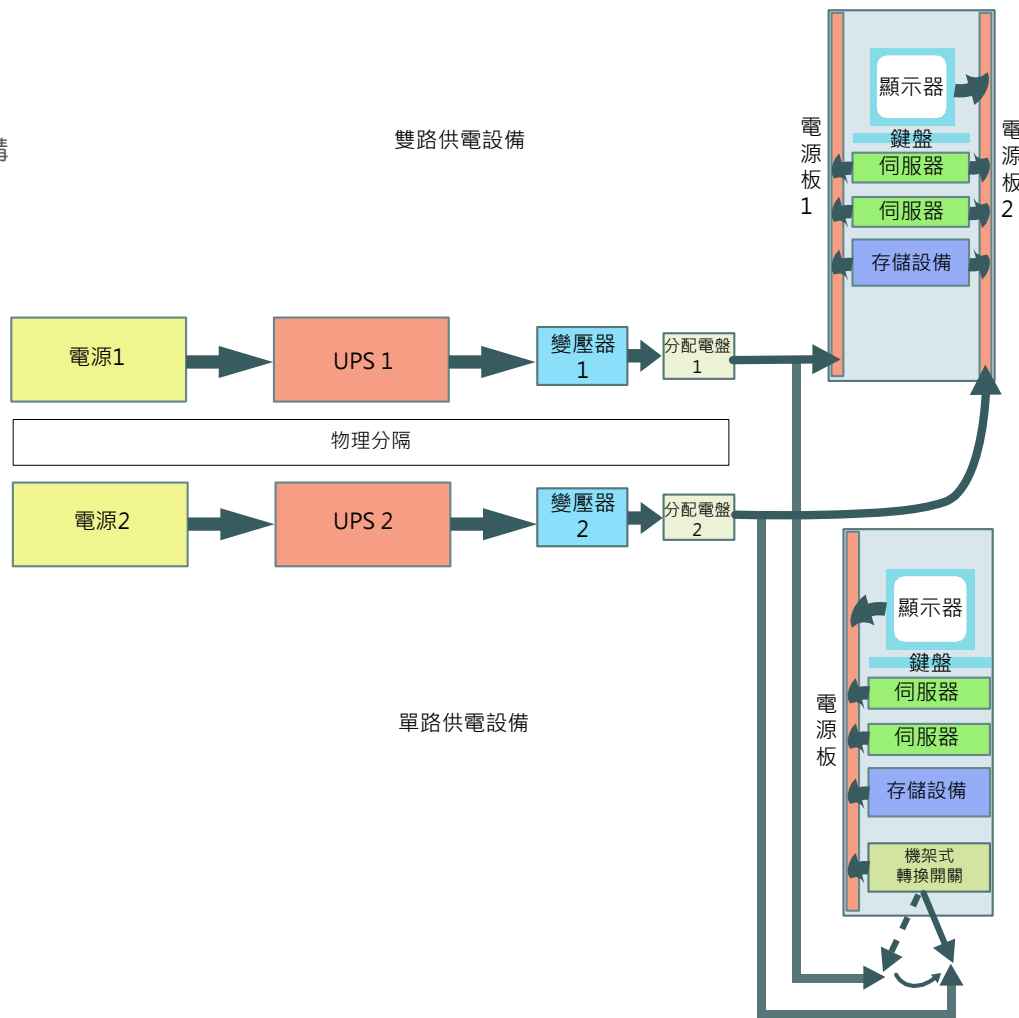 顯示器
鍵盤
伺服器
伺服器
存儲設備
電
源
板
1
電
源
板
2
雙路供電設備
電源1
UPS 1
變壓器
1
分配電盤
1
物理分隔
電源2
UPS 2
變壓器
2
分配電盤
2
單路供電設備
顯示器
鍵盤
伺服器
伺服器
存儲設備
機架式
轉換開關
電
源
板